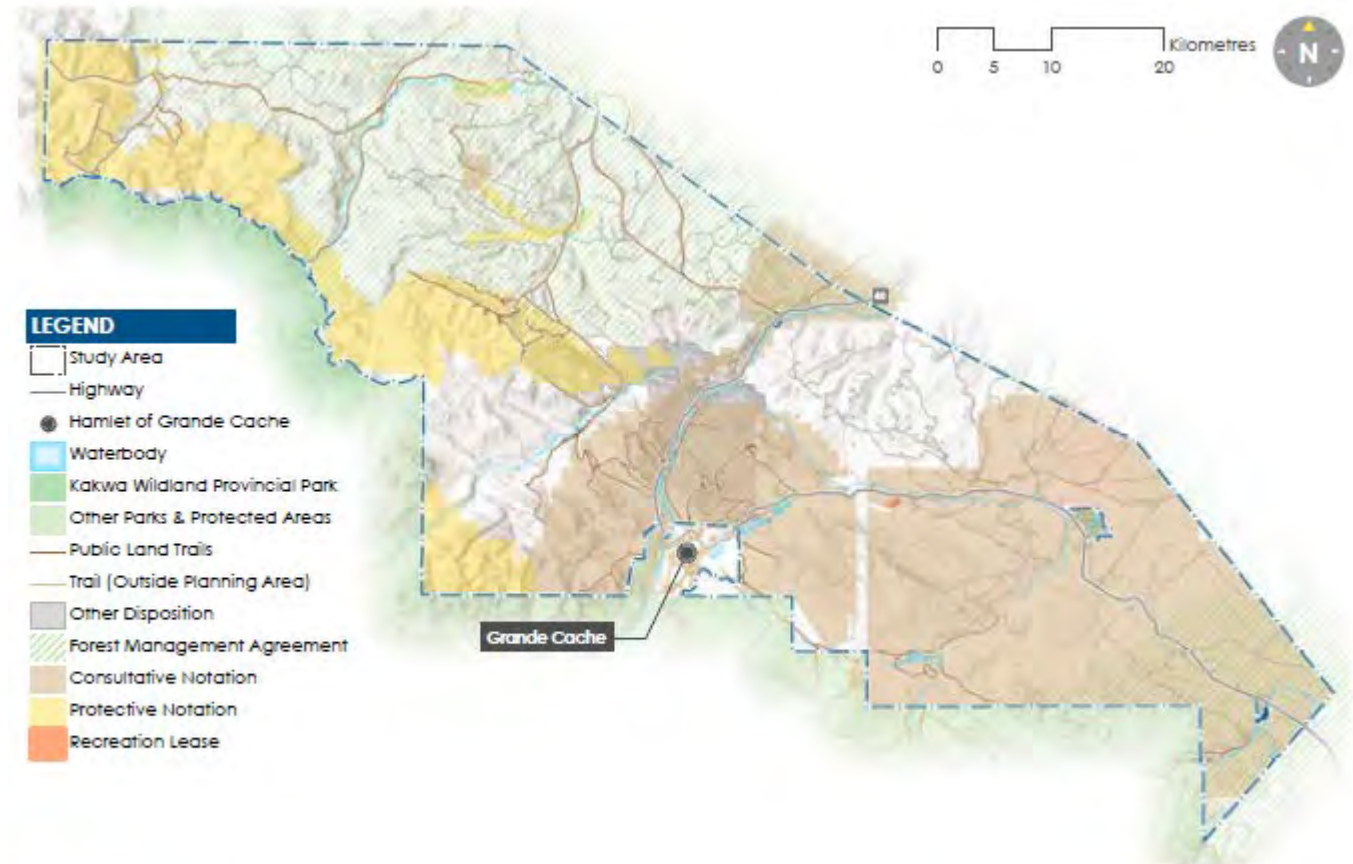 Kilometres
0 5 10 20
N
LEGEND
Study Area
Highway
Hamlet of Grande Cache
Waterbody
Kakwa Wildland Provincial Park
Other Parks & Protected Areas
Public Land Trails
Trail (Outside Planning Area)
Other Disposition
Forest Management Agreement
Consultative Notation
Protective Notation
Recreation Lease
Grande Cache